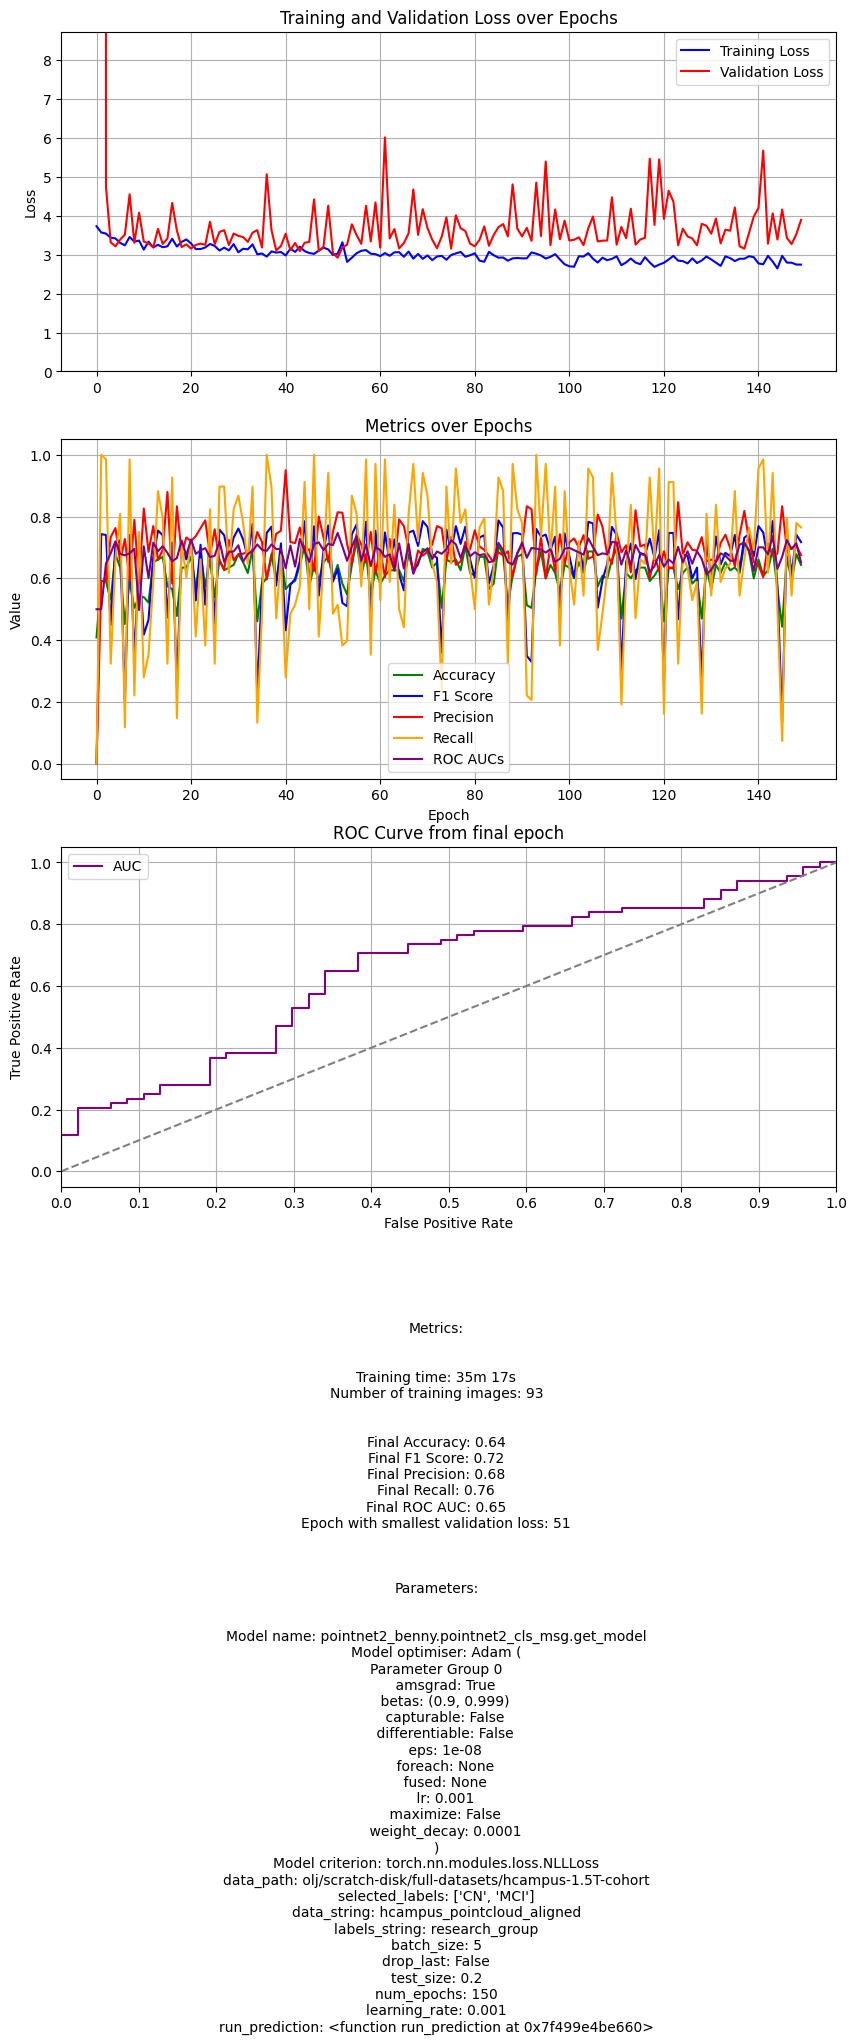 Training and Validation Loss over Epochs
Loss
8
7
6
5
4
3
2
1
0
Training Loss
Validation Loss
0 20 40 60 80 100 120 140
Metrics over Epochs
Value
1.0
0.8
0.6
0.4
0.2
0.0
Accuracy
F1 Score
Precision
Recall
ROC AUCs
0 20 40 60 80 100 120 140
Epoch
ROC Curve from final epoch
True Positive Rate
1.0
0.8
0.6
0.4
0.2
0.0
AUC
0.0 0.1 0.2 0.3 0.4 0.5 0.6 0.7 0.8 0.9 1.0
False Positive Rate
Metrics:
Training time: 35m 17s
Number of training images: 93
Final Accuracy: 0.64
Final F1 Score: 0.72
Final Precision: 0.68
Final Recall: 0.76
Final ROC AUC: 0.65
Epoch with smallest validation loss: 51
Parameters:
Model name: pointnet2_benny.pointnet2_cls_msg.get_model
Model optimiser: Adam (
Parameter Group 0
amsgrad: True
betas: (0.9, 0.999)
capturable: False
differentiable: False
eps: 1e-08
foreach: None
fused: None
lr: 0.001
maximize: False
weight_decay: 0.0001
)
Model criterion: torch.nn.modules.loss.NLLLoss
data_path: olj/scratch-disk/full-datasets/hcampus-1.5T-cohort
selected_labels: ['CN', 'MCI']
data_string: hcampus_pointcloud_aligned
labels_string: research_group
batch_size: 5
drop_last: False
test_size: 0.2
num_epochs: 150
learning_rate: 0.001
run_prediction: <function run_prediction at 0x7f499e4be660>